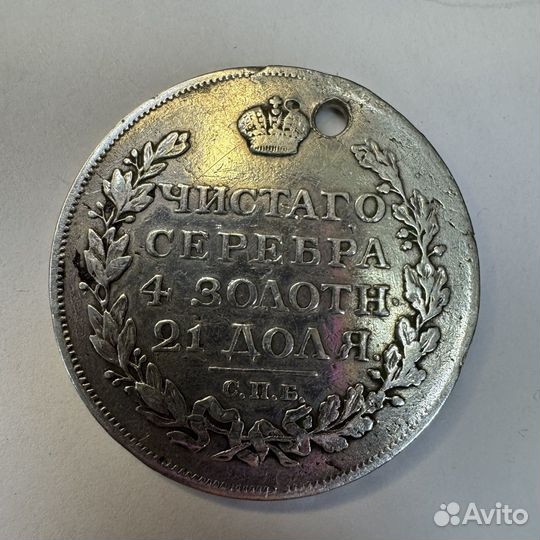 ЧИСТАГО
СЕРЕБРА
4 ЗОЛОТН.
21 ДОЛЯ.
С.П.Б.
Avito